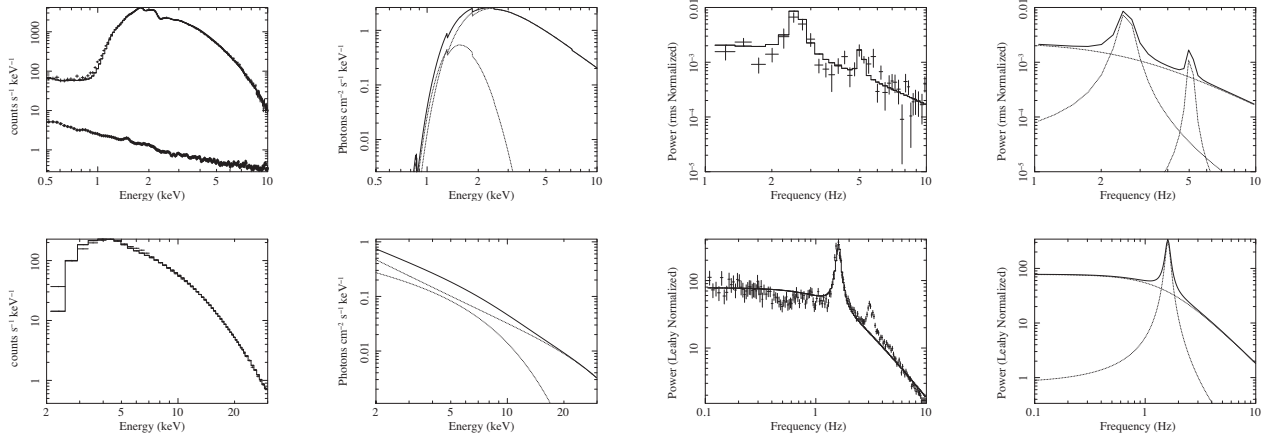 counts s⁻¹ keV⁻¹
1000
100
10
1
0.5 1 2 5 10
Energy (keV)
Photons cm⁻² s⁻¹ keV⁻¹
1
0.1
0.01
0.5 1 2 5 10
Energy (keV)
Power (rms Normalized)
0.01
10⁻³
10⁻⁴
10⁻⁵
1 2 5 10
Frequency (Hz)
Power (rms Normalized)
0.01
10⁻³
10⁻⁴
10⁻⁵
1 2 5 10
Frequency (Hz)
counts s⁻¹ keV⁻¹
100
10
1
2 5 10 20
Energy (keV)
Photons cm⁻² s⁻¹ keV⁻¹
1
0.1
0.01
2 5 10 20
Energy (keV)
Power (Leahy Normalized)
100
10
0.1 1 10
Frequency (Hz)
Power (Leahy Normalized)
100
10
1
0.1 1 10
Frequency (Hz)